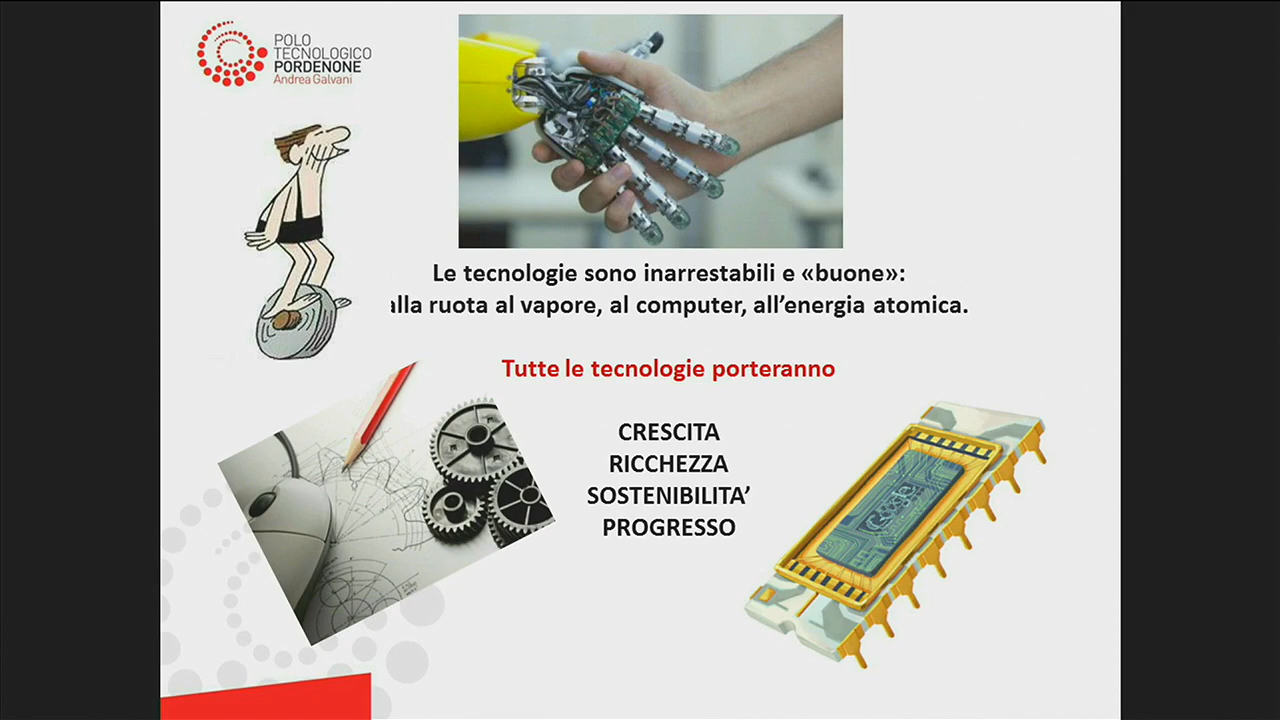 POLO
TECNOLOGICO
PORDENONE
Andrea Galvani
Le tecnologie sono inarrestabili e «buone»:
alla ruota al vapore, al computer, all’energia atomica.
Tutte le tecnologie porteranno
CRESCITA
RICCHEZZA
SOSTENIBILITA’
PROGRESSO